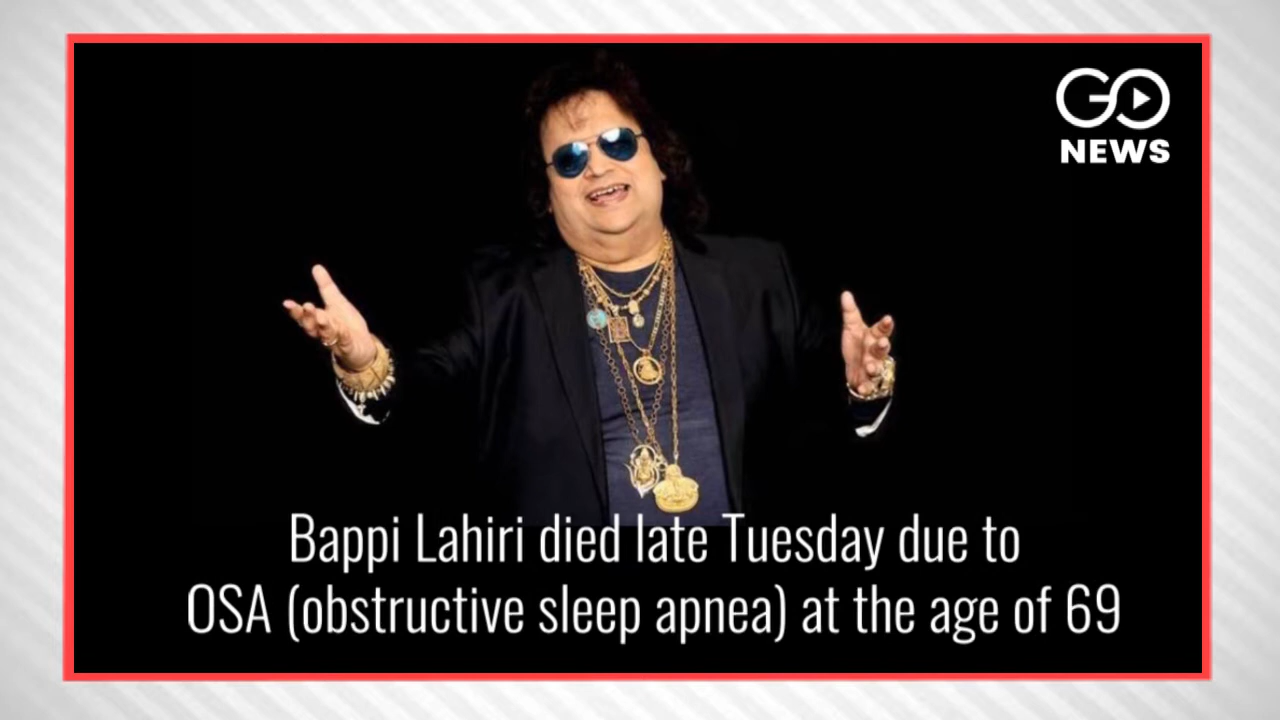 GO
NEWS
Bappi Lahiri died late Tuesday due to
OSA (obstructive sleep apnea) at the age of 69